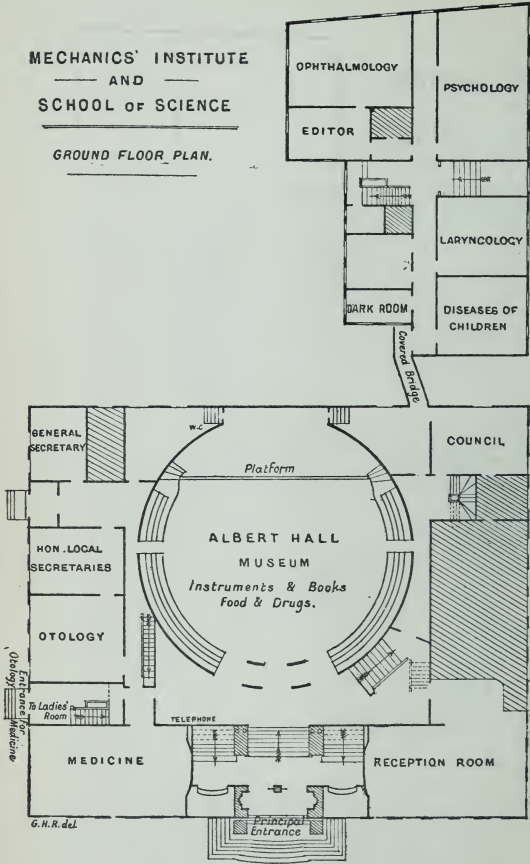 MECHANICS' INSTITUTE
AND
SCHOOL OF SCIENCE
GROUND FLOOR PLAN.
OPHTHALMOLOGY
PSYCHOLOGY
EDITOR
LARYNCOLOGY
DARK ROOM
DISEASES OF
CHILDREN
Covered Bridge
GENERAL
SECRETARY
W.C
COUNCIL
Platform
ALBERT HALL
MUSEUM
Instruments & Books
Food & Drugs.
HON. LOCAL
SECRETARIES
OTOLOGY
Entrance for
Otology & Medicine
To Ladies'
Room
TELEPHONE
MEDICINE
RECEPTION ROOM
Principal
Entrance
G.H.R. del